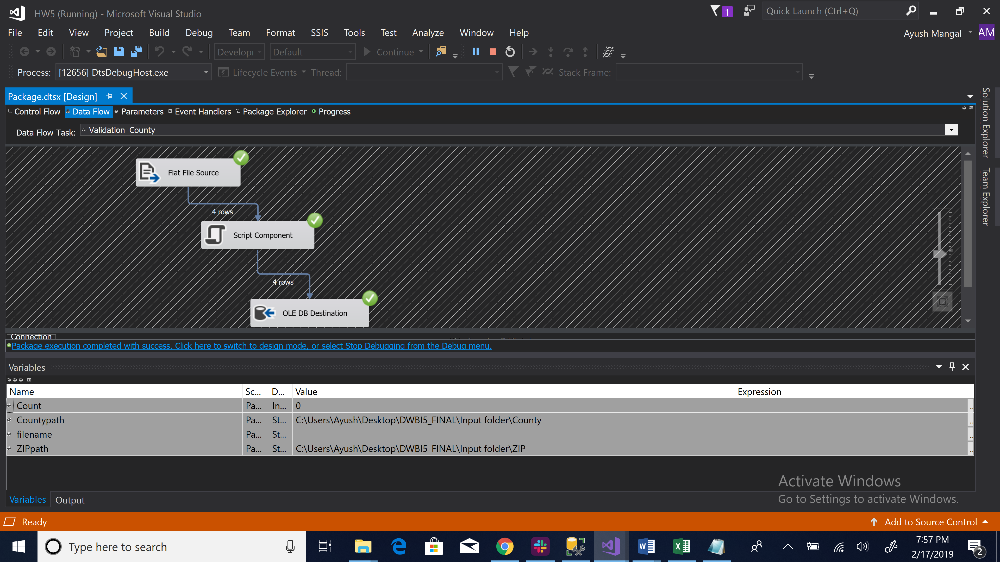 HW5 (Running) - Microsoft Visual Studio
1
Quick Launch (Ctrl+Q)
File Edit View Project Build Debug Team Format SSIS Tools Test Analyze Window Help
Ayush Mangal AM
Develop Default Continue
Process: [12656] DtsDebugHost.exe Lifecycle Events Thread: Stack Frame:
Package.dtsx [Design]
Control Flow Data Flow Parameters Event Handlers Package Explorer Progress
Data Flow Task: Validation_County
Solution Explorer
Team Explorer
Flat File Source
4 rows
Script Component
4 rows
OLE DB Destination
Connection
Package execution completed with success. Click here to switch to design mode, or select Stop Debugging from the Debug menu.
Variables
Name Sc... D... Value Expression
Count Pa... In... 0
Countypath Pa... St... C:\Users\Ayush\Desktop\DWBI5_FINAL\Input folder\County
filename Pa... St...
ZIPpath Pa... St... C:\Users\Ayush\Desktop\DWBI5_FINAL\Input folder\ZIP
Activate Windows
Go to Settings to activate Windows.
Variables Output
Ready
Add to Source Control
Type here to search
7:57 PM
2/17/2019
2